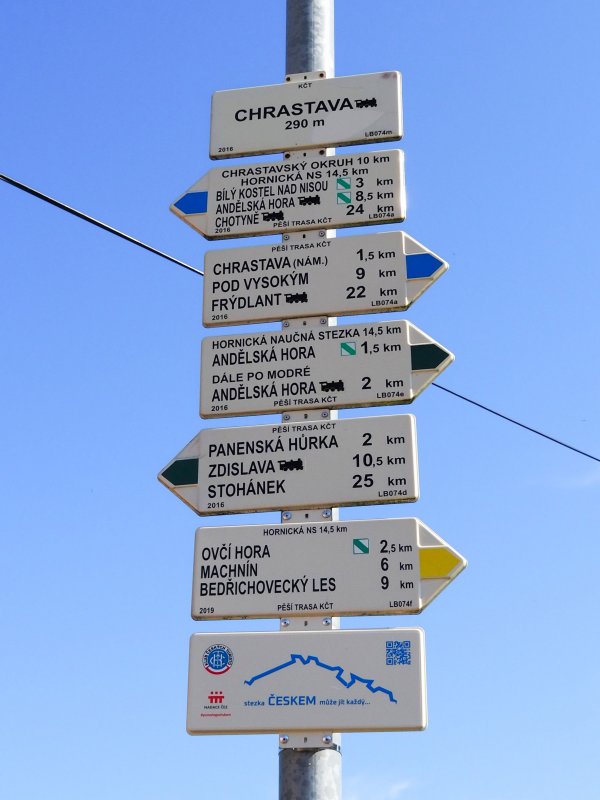 KČT
CHRASTAVA
290 m
2016 LB074m
CHRASTAVSKÝ OKRUH 10 km
HORNICKÁ NS 14,5 km
BÍLÝ KOSTEL NAD NISOU 3 km
ANDĚLSKÁ HORA 8,5 km
CHOTYNĚ 24 km
2016 PĚŠÍ TRASA KČT LB074a
PĚŠÍ TRASA KČT
CHRASTAVA (NÁM.) 1,5 km
POD VYSOKÝM 9 km
FRÝDLANT 22 km
2016 LB074a
HORNICKÁ NAUČNÁ STEZKA 14,5 km
ANDĚLSKÁ HORA 1,5 km
DÁLE PO MODRÉ
ANDĚLSKÁ HORA 2 km
2016 PĚŠÍ TRASA KČT LB074e
PĚŠÍ TRASA KČT
PANENSKÁ HŮRKA 2 km
ZDISLAVA 10,5 km
STOHÁNEK 25 km
2016 LB074d
HORNICKÁ NS 14,5 km
OVČÍ HORA 2,5 km
MACHNÍN 6 km
BEDŘICHOVECKÝ LES 9 km
2019 PĚŠÍ TRASA KČT LB074f
NADACE ČEZ
stezka ČESKEM může jít každý...